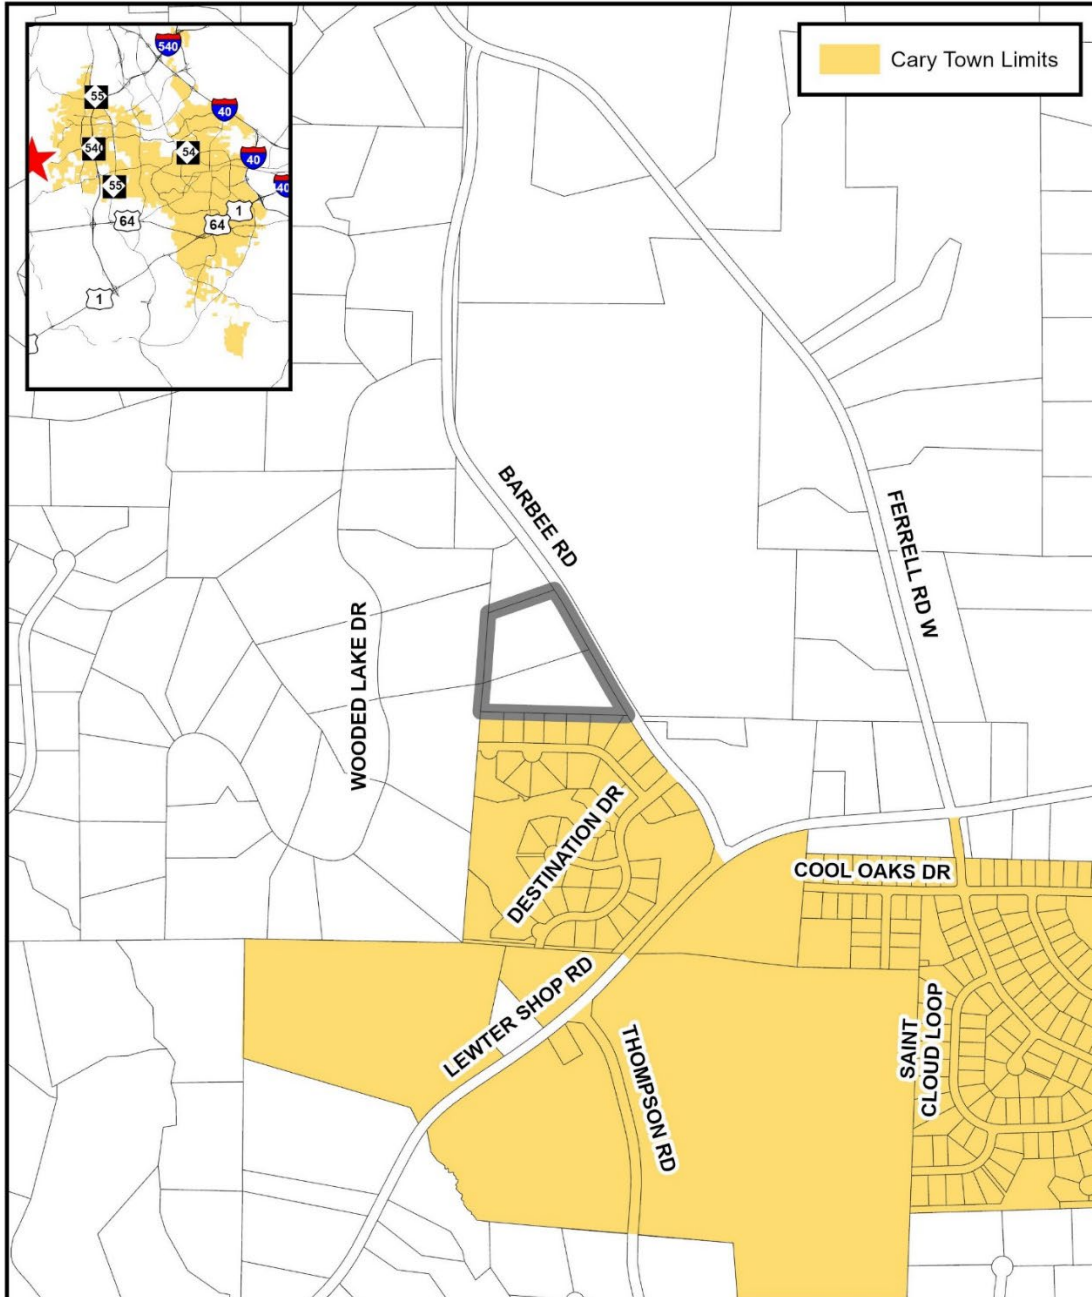 540
55
40
540
54
40
40
55
64
1
64
1
Cary Town Limits
BARBEE RD
FERRELL RD W
WOODED LAKE DR
DESTINATION DR
COOL OAKS DR
LEWTER SHOP RD
THOMPSON RD
SAINT
CLOUD LOOP